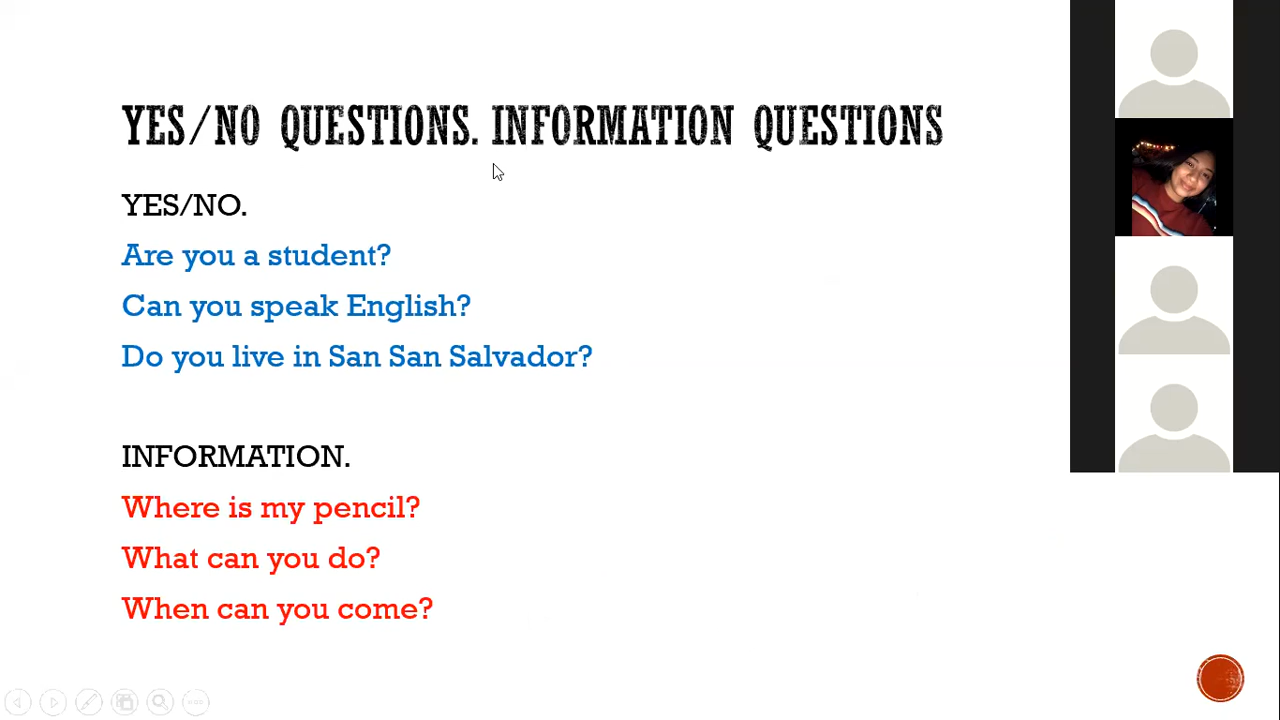 YES/NO QUESTIONS. INFORMATION QUESTIONS
YES/NO.
Are you a student?
Can you speak English?
Do you live in San San Salvador?
INFORMATION.
Where is my pencil?
What can you do?
When can you come?